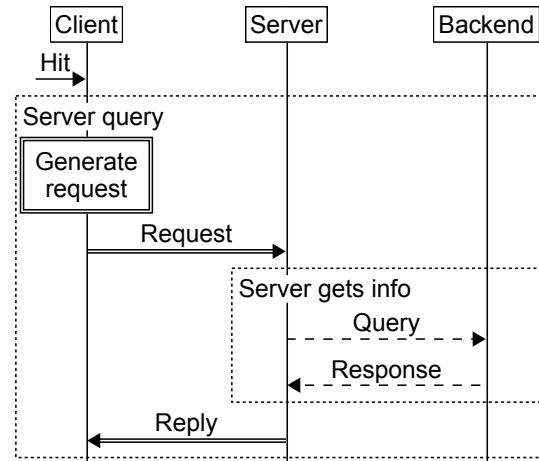 Client
Server
Backend
Hit
Server query
Generate
request
Request
Server gets info
Query
Response
Reply